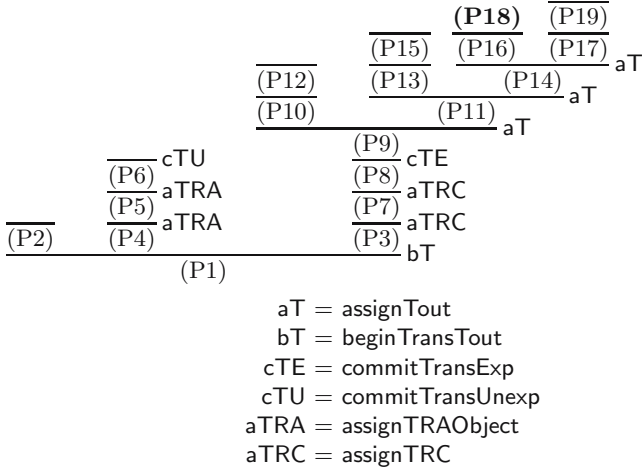 (P18) (P19)
(P15) (P16) (P17) aT
(P12) (P13) (P14) aT
(P10) (P11) aT
(P9)
cTU cTE
(P6) (P8)
aTRA aTRC
(P5) (P7)
aTRA aTRC
(P2) (P4) (P3) bT
(P1)
aT = assignTout
bT = beginTransTout
cTE = commitTransExp
cTU = commitTransUnexp
aTRA = assignTRAObject
aTRC = assignTRC